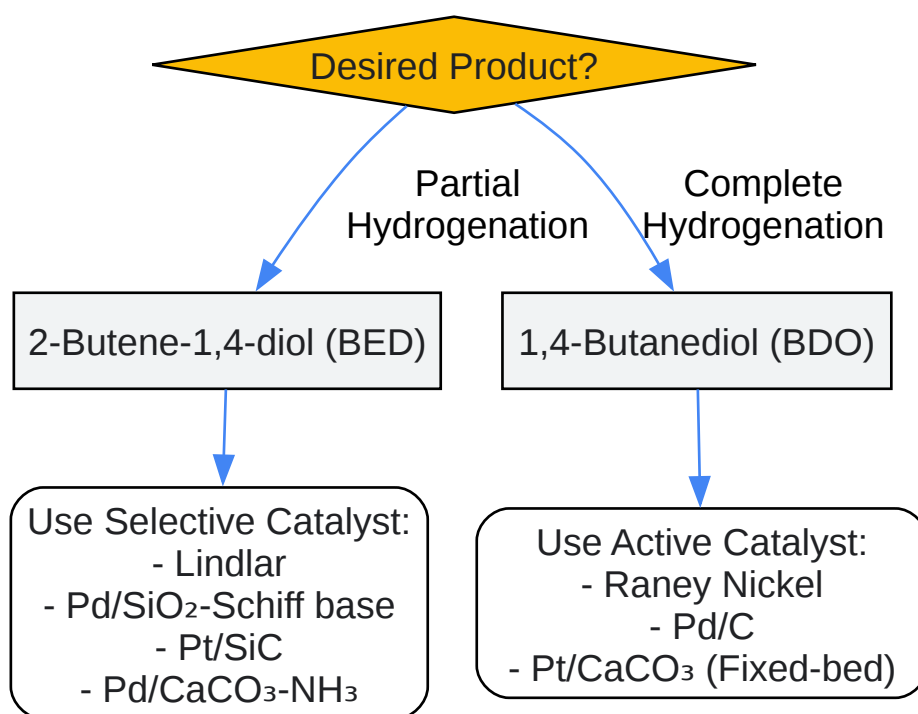 Desired Product?
Partial
Hydrogenation
Complete
Hydrogenation
2-Butene-1,4-diol (BED)
1,4-Butanediol (BDO)
Use Selective Catalyst:
- Lindlar
- Pd/SiO₂-Schiff base
- Pt/SiC
- Pd/CaCO₃-NH₃
Use Active Catalyst:
- Raney Nickel
- Pd/C
- Pt/CaCO₃ (Fixed-bed)